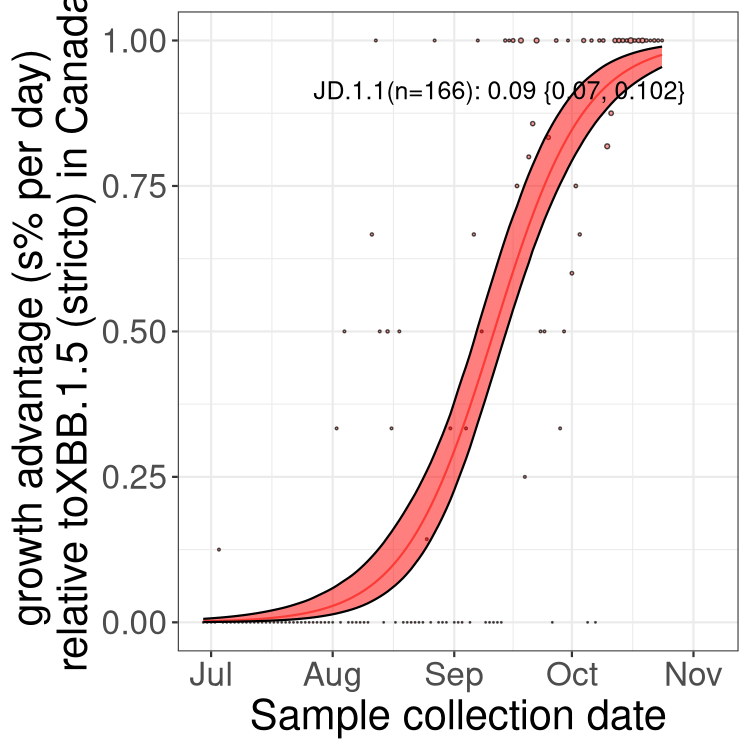 growth advantage (s% per day)
relative toXBB.1.5 (stricto) in Canada
1.00
0.75
0.50
0.25
0.00
JD.1.1(n=166): 0.09 {0.07, 0.102}
Jul Aug Sep Oct Nov
Sample collection date